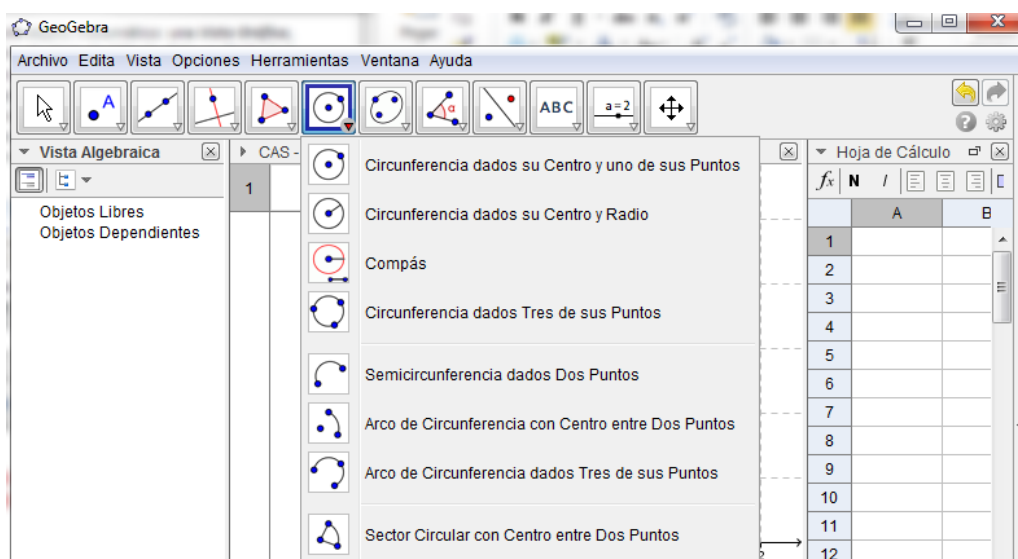 GeoGebra
Archivo Edita Vista Opciones Herramientas Ventana Ayuda
A
α
ABC
a=2
Vista Algebraica
CAS -
Hoja de Cálculo
1
fx N I
Objetos Libres
Objetos Dependientes
Circunferencia dados su Centro y uno de sus Puntos
Circunferencia dados su Centro y Radio
Compás
Circunferencia dados Tres de sus Puntos
Semicircunferencia dados Dos Puntos
Arco de Circunferencia con Centro entre Dos Puntos
Arco de Circunferencia dados Tres de sus Puntos
Sector Circular con Centro entre Dos Puntos
A B
1
2
3
4
5
6
7
8
9
10
11
12